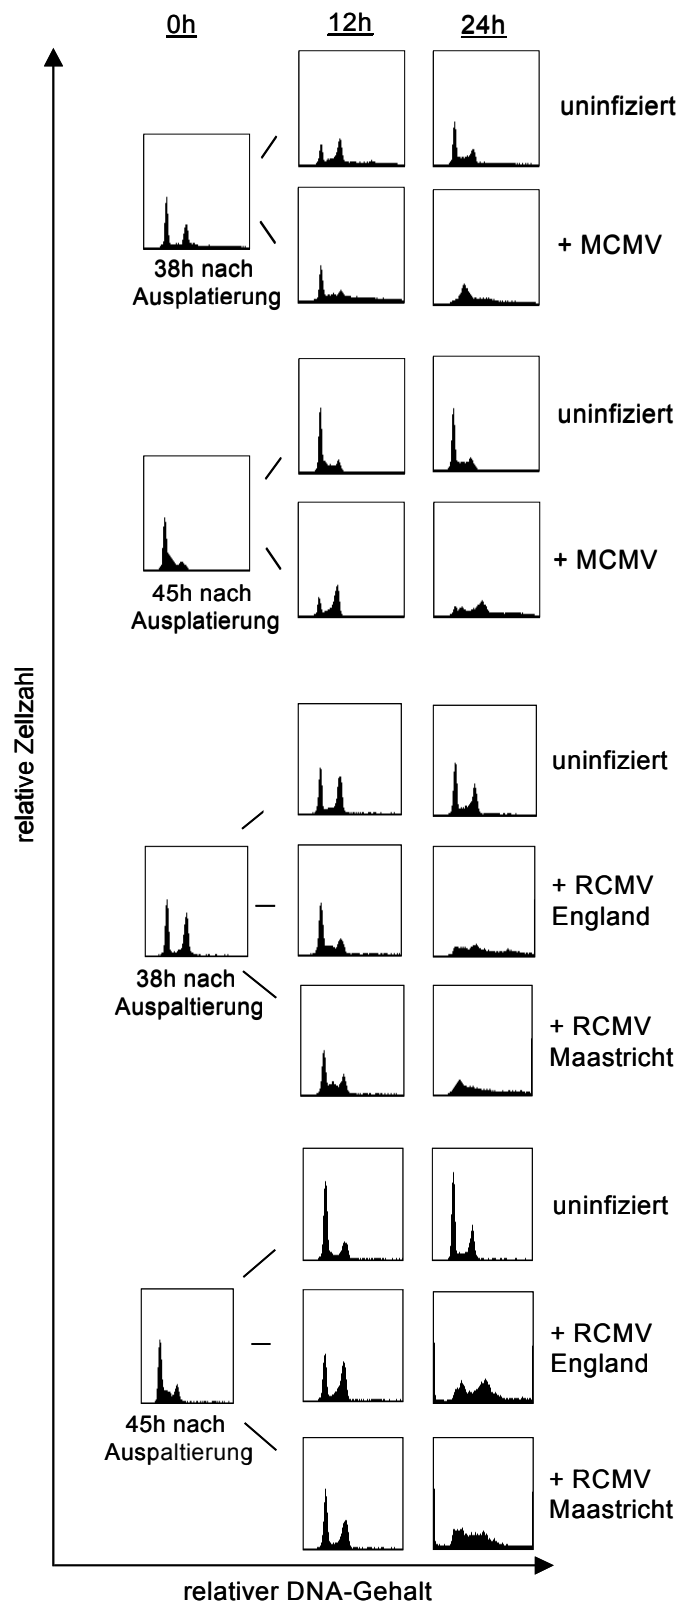 0h
12h
24h
uninfiziert
+ MCMV
38h nach
Ausplatierung
uninfiziert
+ MCMV
45h nach
Ausplatierung
relative Zellzahl
uninfiziert
+ RCMV
England
38h nach
Auspaltierung
+ RCMV
Maastricht
uninfiziert
+ RCMV
England
45h nach
Auspaltierung
+ RCMV
Maastricht
relativer DNA-Gehalt